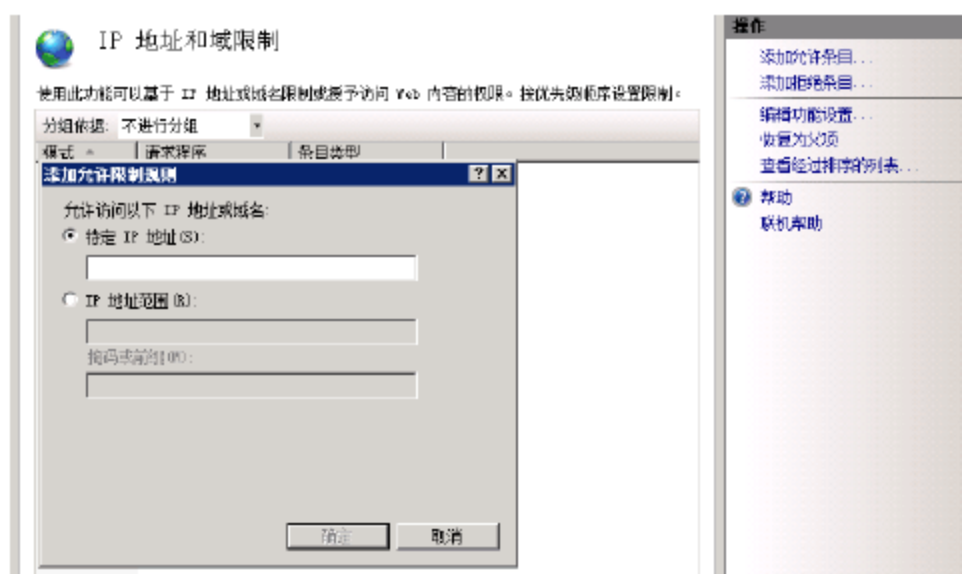 IP 地址和域限制
使用此功能可以基于 IP 地址或域名限制或授予访问 Web 内容的权限。按优先级顺序设置限制。
分组依据: 不进行分组
模式 请求程序 条目类型
添加允许限制规则
允许访问以下 IP 地址或域名:
特定 IP 地址(S):
IP 地址范围(R):
掩码或前缀(M):
确定 取消
操作
添加允许条目...
添加拒绝条目...
编辑功能设置...
恢复为父项
查看经过排序的列表...
帮助
联机帮助